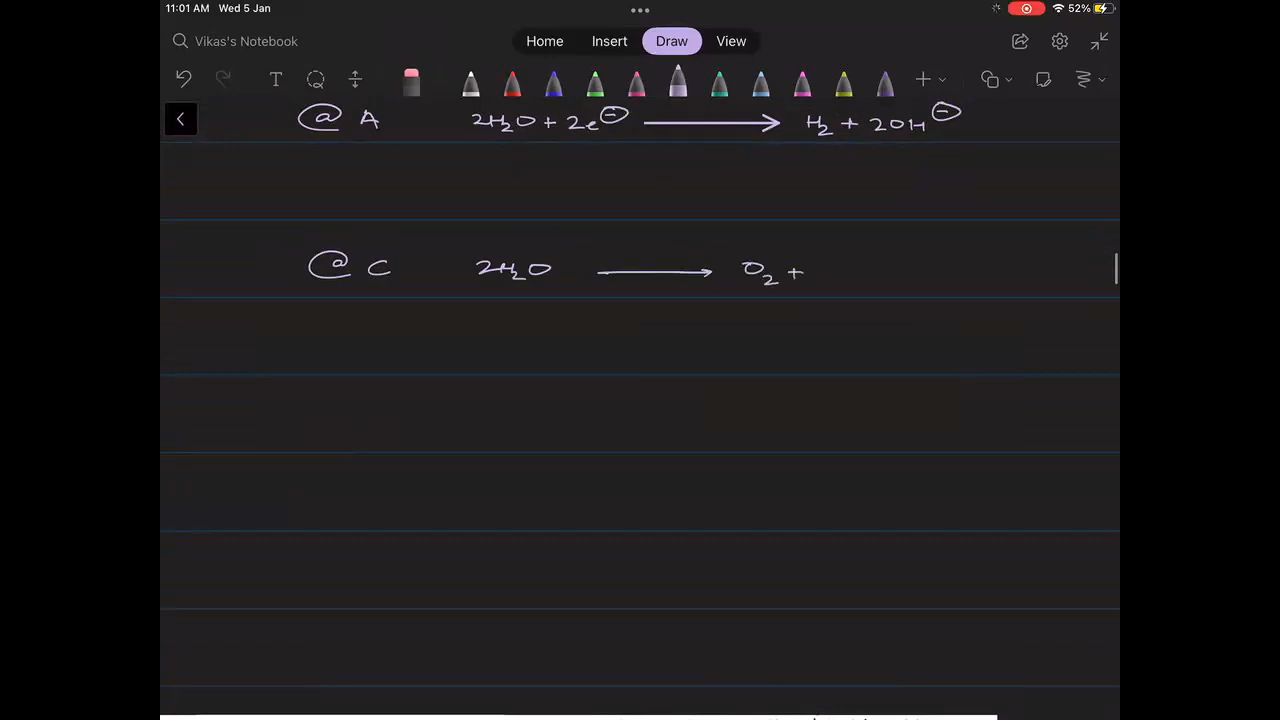 11:01 AM Wed 5 Jan
52%
Vikas's Notebook
Home Insert Draw View
@ A 2H₂O + 2e⊖ ⟶ H₂ + 2OH⊖
@ C 2H₂O ⟶ O₂ +